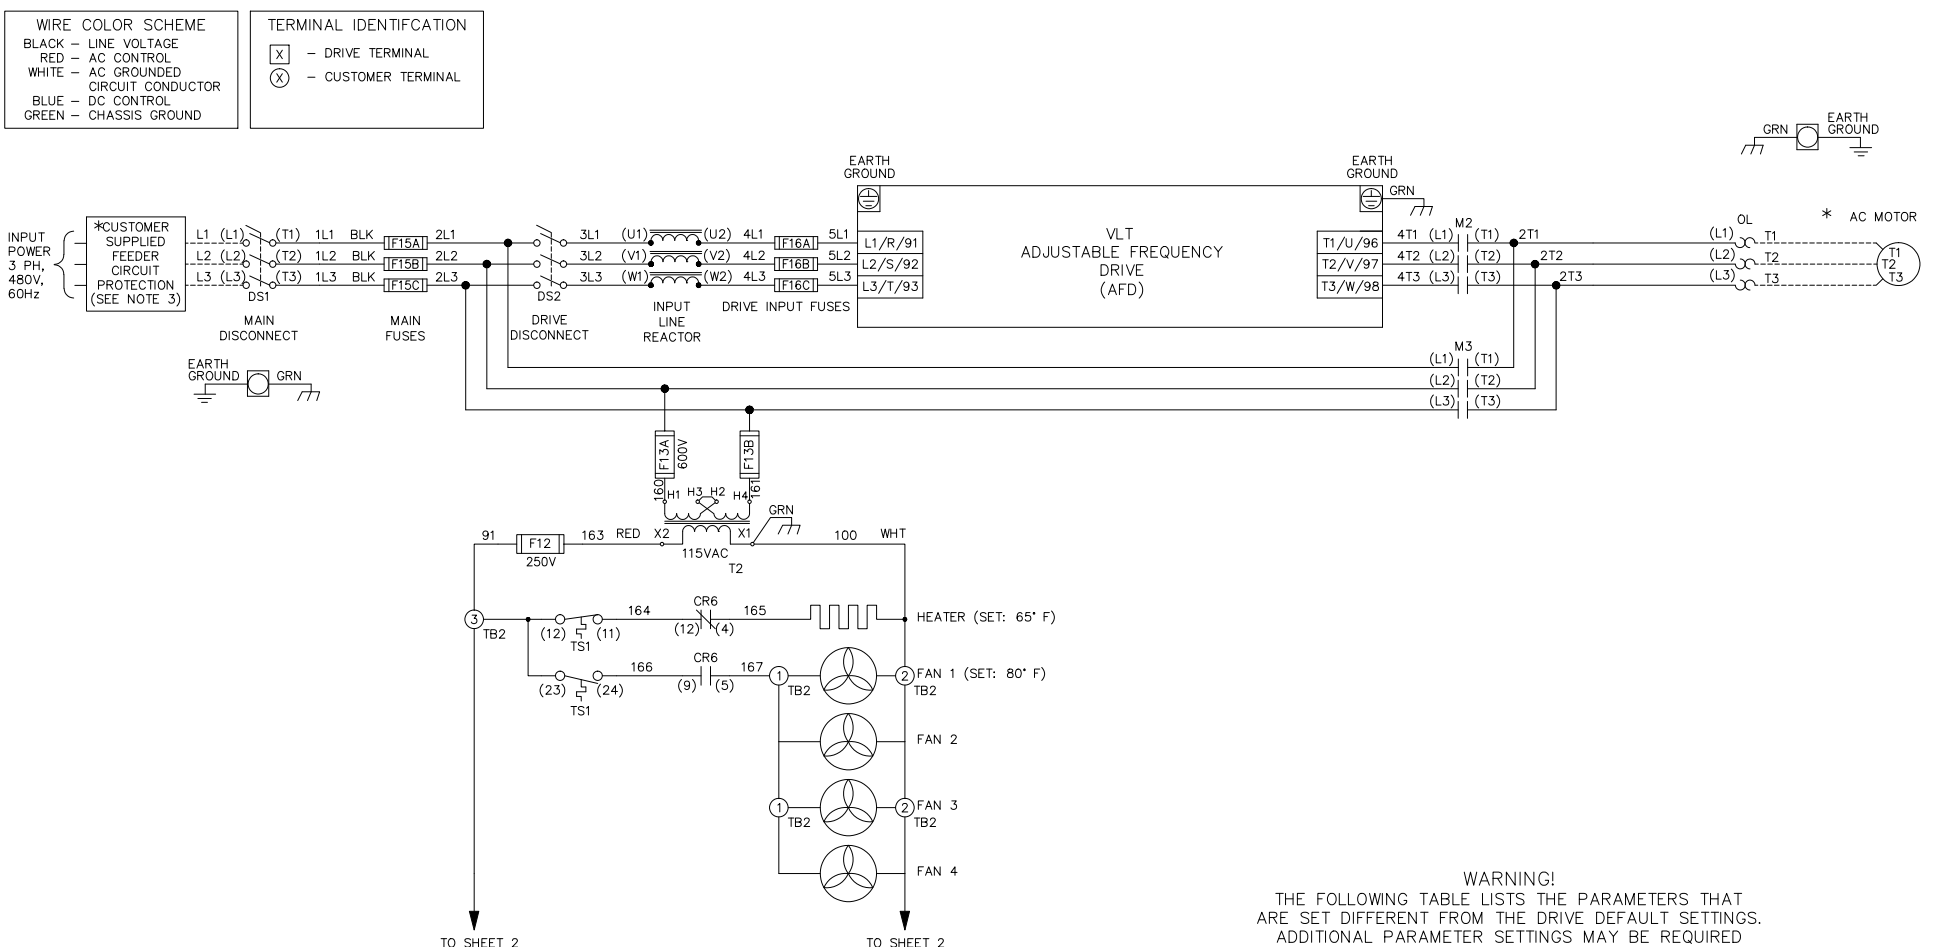 WIRE COLOR SCHEME
BLACK – LINE VOLTAGE
RED – AC CONTROL
WHITE – AC GROUNDED
CIRCUIT CONDUCTOR
BLUE – DC CONTROL
GREEN – CHASSIS GROUND
TERMINAL IDENTIFCATION
X – DRIVE TERMINAL
X – CUSTOMER TERMINAL
GRN
EARTH
GROUND
EARTH
GROUND
EARTH
GROUND
GRN
INPUT
POWER
3 PH,
480V,
60Hz
*CUSTOMER
SUPPLIED
FEEDER
CIRCUIT
PROTECTION
(SEE NOTE 3)
L1 (L1) (T1) 1L1 BLK F15A 2L1 3L1 (U1) (U2) 4L1 F16A 5L1 L1/R/91
L2 (L2) (T2) 1L2 BLK F15B 2L2 3L2 (V1) (V2) 4L2 F16B 5L2 L2/S/92
L3 (L3) (T3) 1L3 BLK F15C 2L3 3L3 (W1) (W2) 4L3 F16C 5L3 L3/T/93
DS1
MAIN
DISCONNECT
MAIN
FUSES
DS2
DRIVE
DISCONNECT
INPUT
LINE
REACTOR
DRIVE INPUT FUSES
VLT
ADJUSTABLE FREQUENCY
DRIVE
(AFD)
M2
OL
* AC MOTOR
T1/U/96 4T1 (L1) (T1) 2T1 (L1) T1 T1
T2/V/97 4T2 (L2) (T2) 2T2 (L2) T2 T2
T3/W/98 4T3 (L3) (T3) 2T3 (L3) T3 T3
EARTH
GROUND GRN
M3
(L1) (T1)
(L2) (T2)
(L3) (T3)
F13A
600V
F13B
160
161
H1 H3 H2 H4
GRN
91 F12 163 RED X2 X1 100 WHT
250V
115VAC
T2
3
TB2
164 CR6 165
(12) (11) (12) (4)
TS1
HEATER (SET: 65° F)
166 CR6 167
(23) (24) (9) (5)
TS1
1
TB2
2
TB2
FAN 1 (SET: 80° F)
FAN 2
1
TB2
2
TB2
FAN 3
FAN 4
TO SHEET 2
TO SHEET 2
WARNING!
THE FOLLOWING TABLE LISTS THE PARAMETERS THAT
ARE SET DIFFERENT FROM THE DRIVE DEFAULT SETTINGS.
ADDITIONAL PARAMETER SETTINGS MAY BE REQUIRED